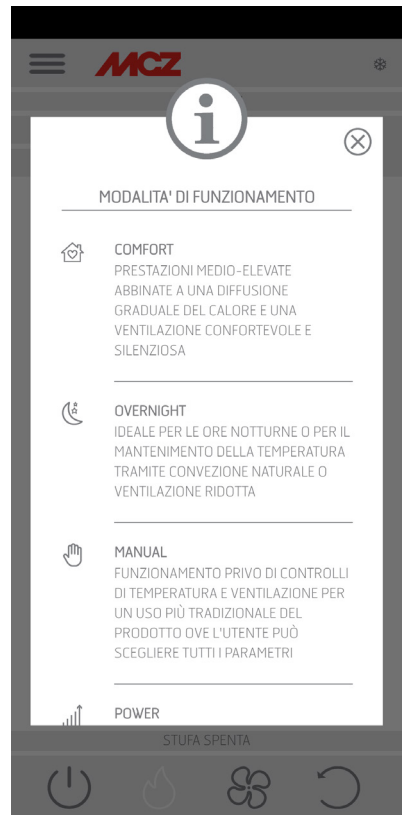 MCZ
MODALITA' DI FUNZIONAMENTO
COMFORT
PRESTAZIONI MEDIO-ELEVATE
ABBINATE A UNA DIFFUSIONE
GRADUALE DEL CALORE E UNA
VENTILAZIONE CONFORTEVOLE E
SILENZIOSA
OVERNIGHT
IDEALE PER LE ORE NOTTURNE O PER IL
MANTENIMENTO DELLA TEMPERATURA
TRAMITE CONVEZIONE NATURALE O
VENTILAZIONE RIDOTTA
MANUAL
FUNZIONAMENTO PRIVO DI CONTROLLI
DI TEMPERATURA E VENTILAZIONE PER
UN USO PIÙ TRADIZIONALE DEL
PRODOTTO OVE L'UTENTE PUÒ
SCEGLIERE TUTTI I PARAMETRI
POWER
STUFA SPENTA